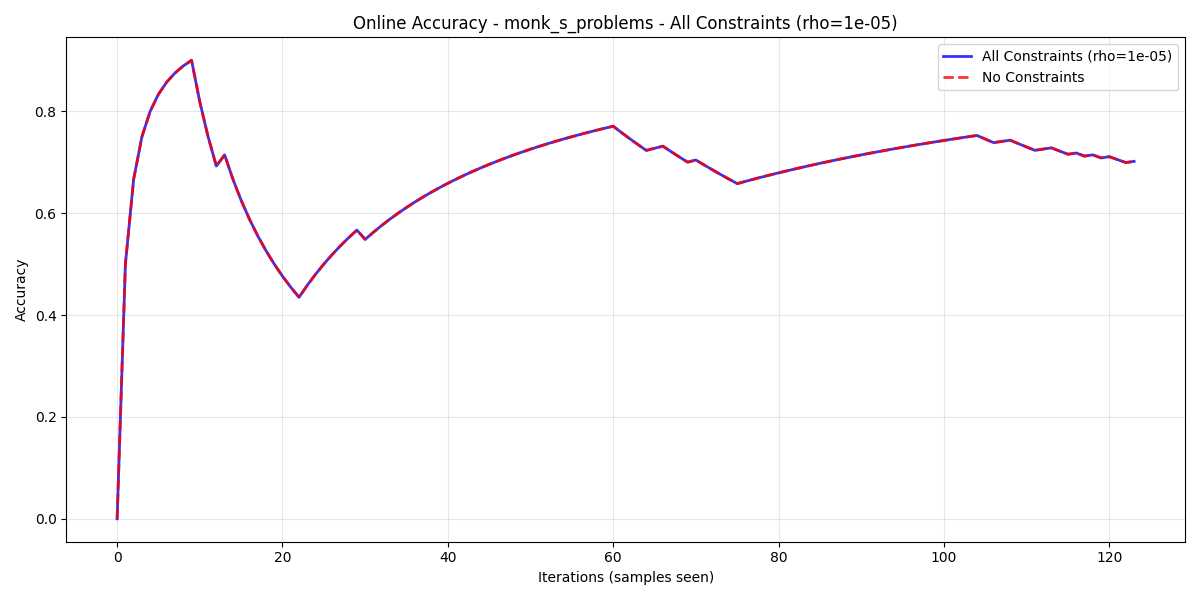 Online Accuracy - monk_s_problems - All Constraints (rho=1e-05)
All Constraints (rho=1e-05)
No Constraints
Accuracy
0.8
0.6
0.4
0.2
0.0
0 20 40 60 80 100 120
Iterations (samples seen)